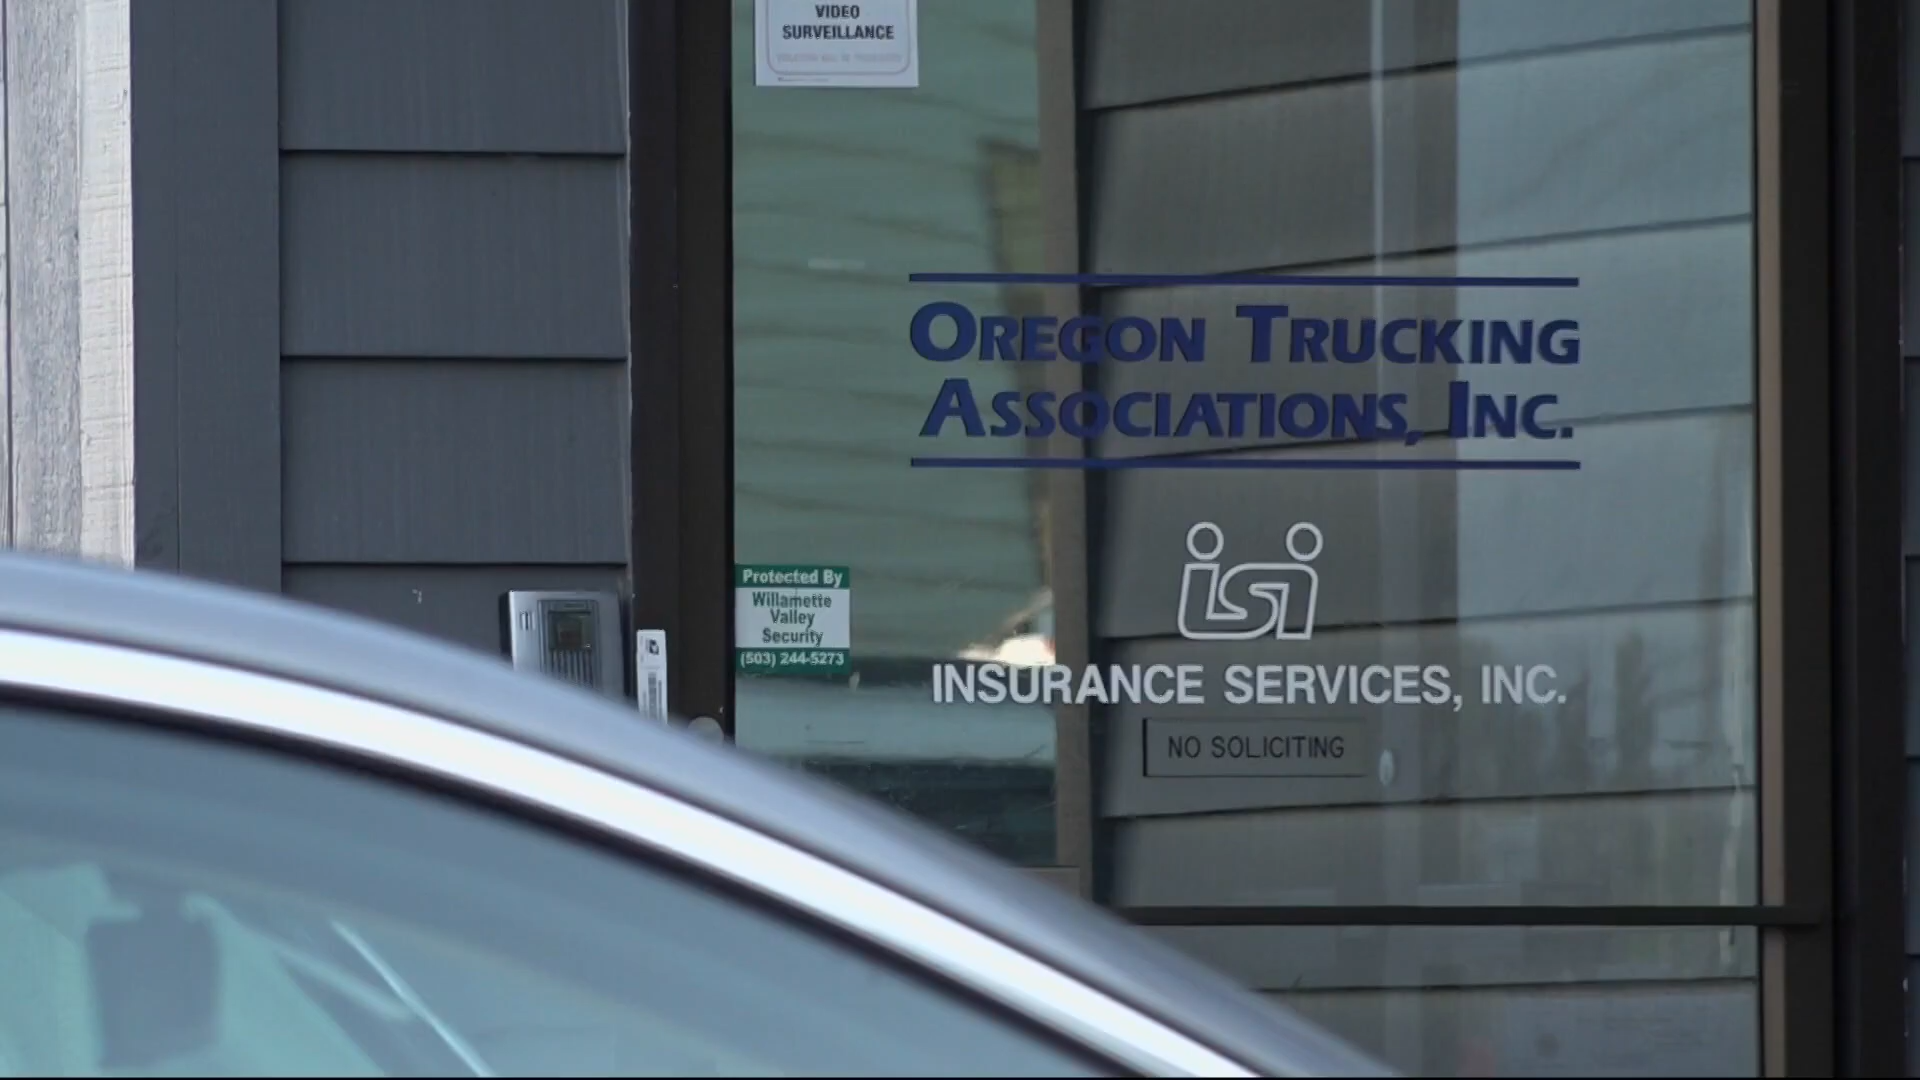 VIDEO
SURVEILLANCE
OREGON TRUCKING
ASSOCIATIONS, INC.
Protected By
Willamette
Valley
Security
(503) 244-5273
isi
INSURANCE SERVICES, INC.
NO SOLICITING